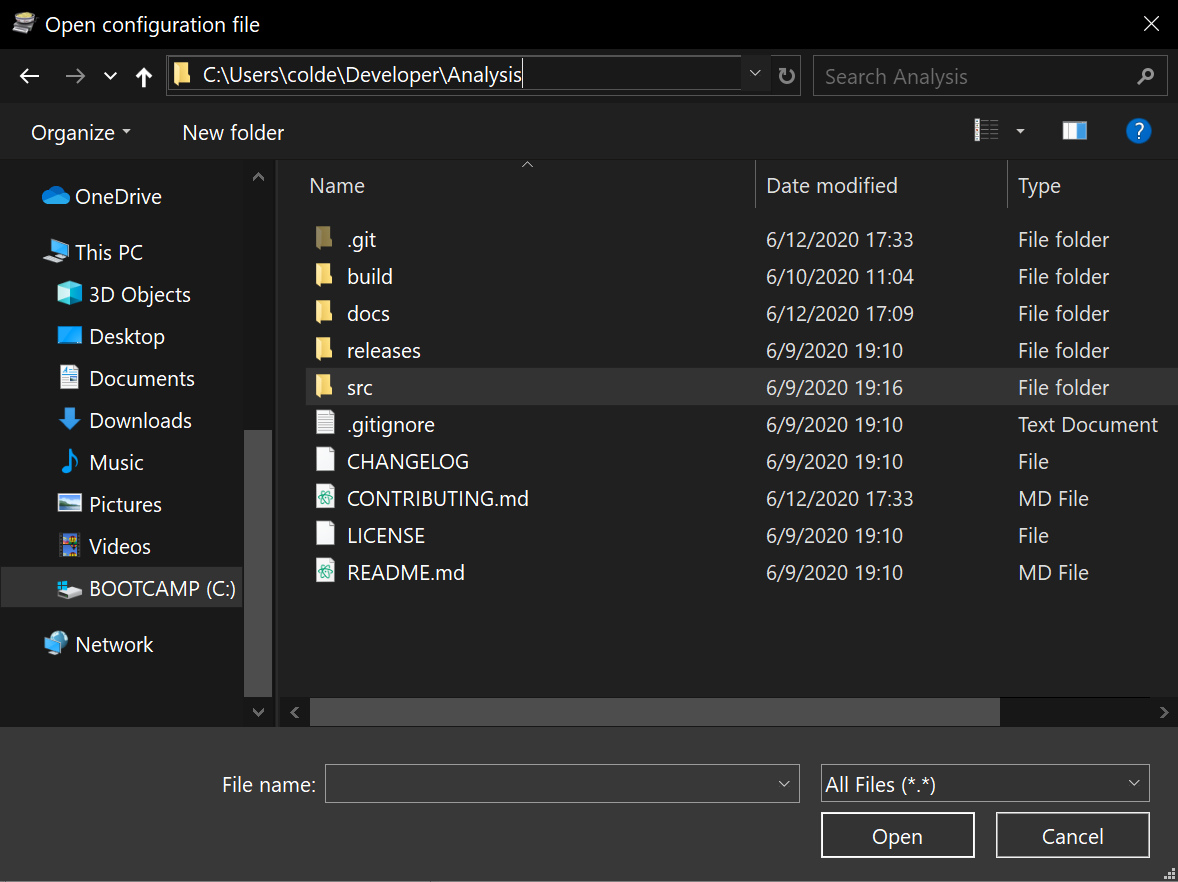 Open configuration file
C:\Users\colde\Developer\Analysis
Search Analysis
Organize
New folder
?
OneDrive
This PC
3D Objects
Desktop
Documents
Downloads
Music
Pictures
Videos
BOOTCAMP (C:)
Network
Name Date modified Type
.git 6/12/2020 17:33 File folder
build 6/10/2020 11:04 File folder
docs 6/12/2020 17:09 File folder
releases 6/9/2020 19:10 File folder
src 6/9/2020 19:16 File folder
.gitignore 6/9/2020 19:10 Text Document
CHANGELOG 6/9/2020 19:10 File
CONTRIBUTING.md 6/12/2020 17:33 MD File
LICENSE 6/9/2020 19:10 File
README.md 6/9/2020 19:10 MD File
File name:
All Files (*.*)
Open
Cancel